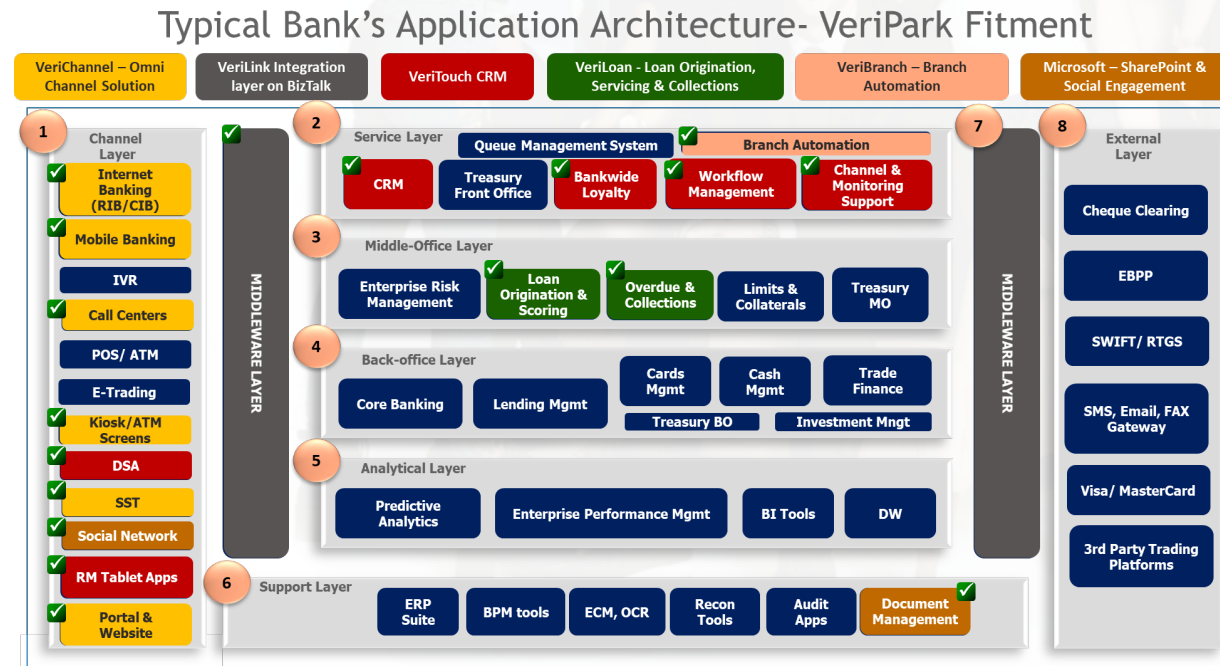 Typical Bank's Application Architecture- VeriPark Fitment
VeriChannel – Omni
Channel Solution
VeriLink Integration
layer on BizTalk
VeriTouch CRM
VeriLoan - Loan Origination,
Servicing & Collections
VeriBranch – Branch
Automation
Microsoft – SharePoint &
Social Engagement
1
Channel
Layer
Internet
Banking
(RIB/CIB)
Mobile Banking
IVR
Call Centers
POS/ ATM
E-Trading
Kiosk/ATM
Screens
DSA
SST
Social Network
RM Tablet Apps
Portal &
Website
MIDDLEWARE LAYER
2
Service Layer
Queue Management System
Branch Automation
CRM
Treasury
Front Office
Bankwide
Loyalty
Workflow
Management
Channel &
Monitoring
Support
3
Middle-Office Layer
Enterprise Risk
Management
Loan
Origination &
Scoring
Overdue &
Collections
Limits &
Collaterals
Treasury
MO
4
Back-office Layer
Core Banking
Lending Mgmt
Cards
Mgmt
Cash
Mgmt
Trade
Finance
Treasury BO
Investment Mngt
5
Analytical Layer
Predictive
Analytics
Enterprise Performance Mgmt
BI Tools
DW
6
Support Layer
ERP
Suite
BPM tools
ECM, OCR
Recon
Tools
Audit
Apps
Document
Management
7
MIDDLEWARE LAYER
8
External
Layer
Cheque Clearing
EBPP
SWIFT/ RTGS
SMS, Email, FAX
Gateway
Visa/ MasterCard
3rd Party Trading
Platforms